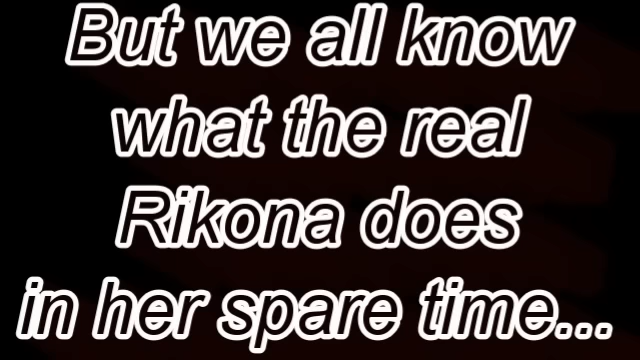 But we all know
what the real
Rikona does
in her spare time...